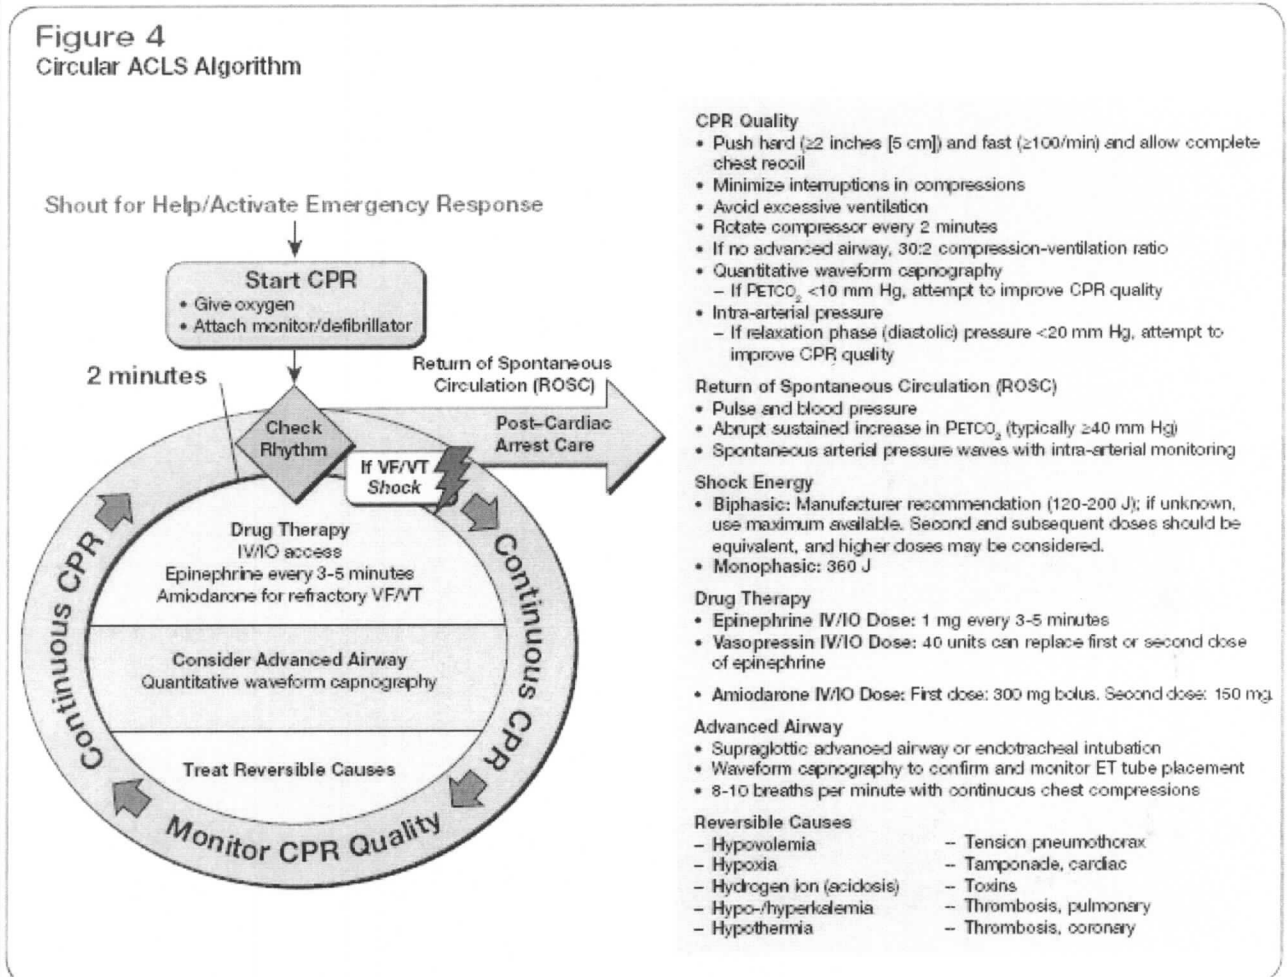 Figure 4
Circular ACLS Algorithm
Shout for Help/Activate Emergency Response
Start CPR
• Give oxygen
• Attach monitor/defibrillator
2 minutes
Return of Spontaneous
Circulation (ROSC)
Check
Rhythm
Post–Cardiac
Arrest Care
If VF/VT
Shock
Drug Therapy
IV/IO access
Epinephrine every 3-5 minutes
Amiodarone for refractory VF/VT
Consider Advanced Airway
Quantitative waveform capnography
Treat Reversible Causes
Continuous CPR
Continuous CPR
Monitor CPR Quality
CPR Quality
• Push hard (≥2 inches [5 cm]) and fast (≥100/min) and allow complete
chest recoil
• Minimize interruptions in compressions
• Avoid excessive ventilation
• Rotate compressor every 2 minutes
• If no advanced airway, 30:2 compression-ventilation ratio
• Quantitative waveform capnography
– If PETCO₂ <10 mm Hg, attempt to improve CPR quality
• Intra-arterial pressure
– If relaxation phase (diastolic) pressure <20 mm Hg, attempt to
improve CPR quality
Return of Spontaneous Circulation (ROSC)
• Pulse and blood pressure
• Abrupt sustained increase in PETCO₂ (typically ≥40 mm Hg)
• Spontaneous arterial pressure waves with intra-arterial monitoring
Shock Energy
• Biphasic: Manufacturer recommendation (120-200 J); if unknown,
use maximum available. Second and subsequent doses should be
equivalent, and higher doses may be considered.
• Monophasic: 360 J
Drug Therapy
• Epinephrine IV/IO Dose: 1 mg every 3-5 minutes
• Vasopressin IV/IO Dose: 40 units can replace first or second dose
of epinephrine
• Amiodarone IV/IO Dose: First dose: 300 mg bolus. Second dose: 150 mg.
Advanced Airway
• Supraglottic advanced airway or endotracheal intubation
• Waveform capnography to confirm and monitor ET tube placement
• 8-10 breaths per minute with continuous chest compressions
Reversible Causes
– Hypovolemia
– Hypoxia
– Hydrogen ion (acidosis)
– Hypo-/hyperkalemia
– Hypothermia
– Tension pneumothorax
– Tamponade, cardiac
– Toxins
– Thrombosis, pulmonary
– Thrombosis, coronary